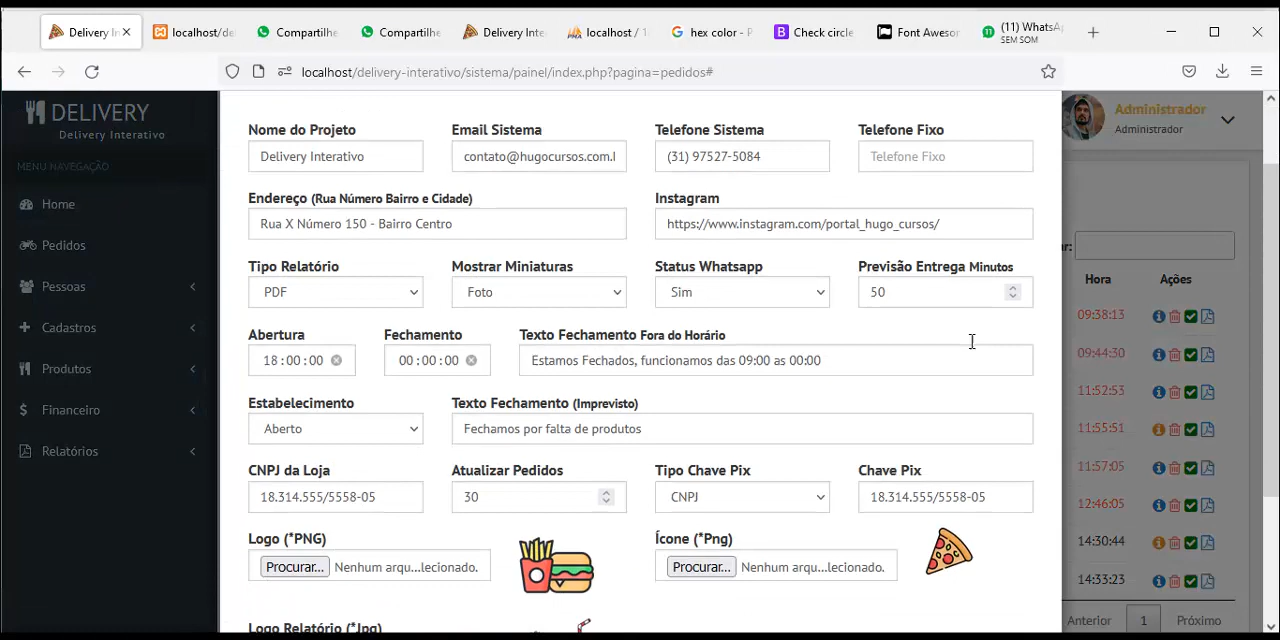 Delivery In
localhost/de
Compartilhe
Compartilhe
Delivery Inte
localhost / 1
hex color - P
Check circle
Font Aweso
(11) WhatsA
SEM SOM
localhost/delivery-interativo/sistema/painel/index.php?pagina=pedidos#
DELIVERY
Delivery Interativo
MENU NAVEGAÇÃO
Home
Pedidos
Pessoas
Cadastros
Produtos
Financeiro
Relatórios
Administrador
Administrador
Nome do Projeto
Email Sistema
Telefone Sistema
Telefone Fixo
Delivery Interativo
contato@hugocursos.com.l
(31) 97527-5084
Telefone Fixo
Endereço (Rua Número Bairro e Cidade)
Instagram
Rua X Número 150 - Bairro Centro
https://www.instagram.com/portal_hugo_cursos/
Tipo Relatório
Mostrar Miniaturas
Status Whatsapp
Previsão Entrega Minutos
PDF
Foto
Sim
50
Abertura
Fechamento
Texto Fechamento Fora do Horário
18:00:00
00:00:00
Estamos Fechados, funcionamos das 09:00 as 00:00
Estabelecimento
Texto Fechamento (Imprevisto)
Aberto
Fechamos por falta de produtos
CNPJ da Loja
Atualizar Pedidos
Tipo Chave Pix
Chave Pix
18.314.555/5558-05
30
CNPJ
18.314.555/5558-05
Logo (*PNG)
Ícone (*Png)
Procurar... Nenhum arqu...lecionado.
Procurar... Nenhum arqu...lecionado.
Logo Relatório (*Jpg)
ar:
Hora
Ações
09:38:13
09:44:30
11:52:53
11:55:51
11:57:05
12:46:05
14:30:44
14:33:23
Anterior
1
Próximo